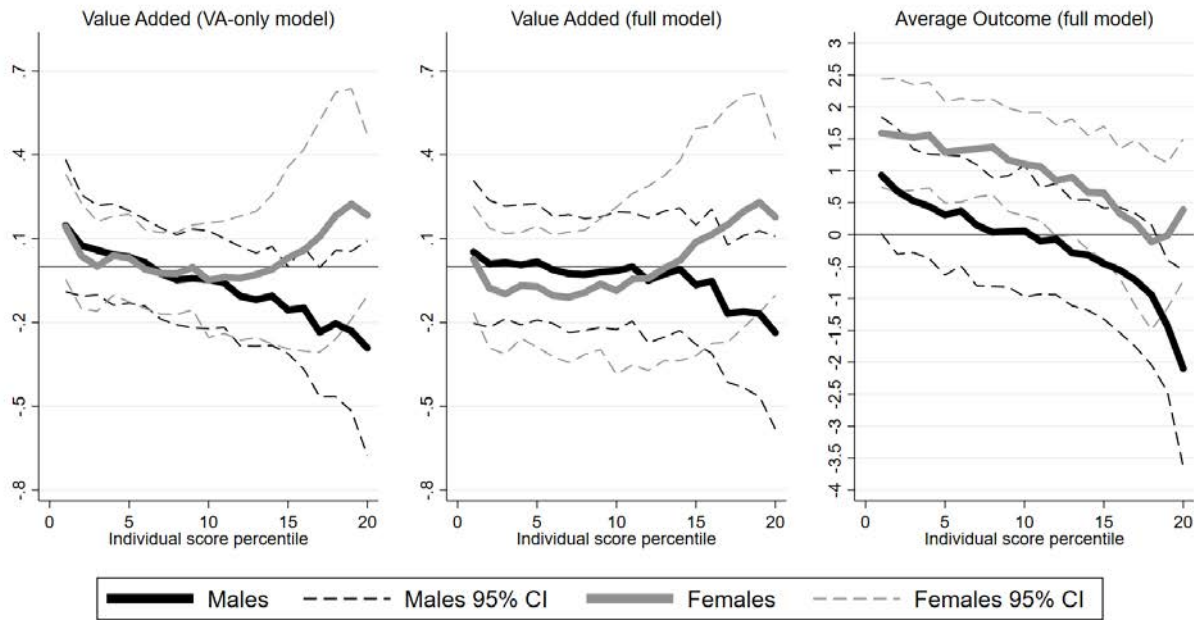 Value Added (VA-only model)
.7
.4
.1
-.2
-.5
-.8
0 5 10 15 20
Individual score percentile
Value Added (full model)
.7
.4
.1
-.2
-.5
-.8
0 5 10 15 20
Individual score percentile
Average Outcome (full model)
3
2.5
2
1.5
1
.5
0
-.5
-1
-1.5
-2
-2.5
-3
-3.5
-4
0 5 10 15 20
Individual score percentile
Males Males 95% CI Females Females 95% CI